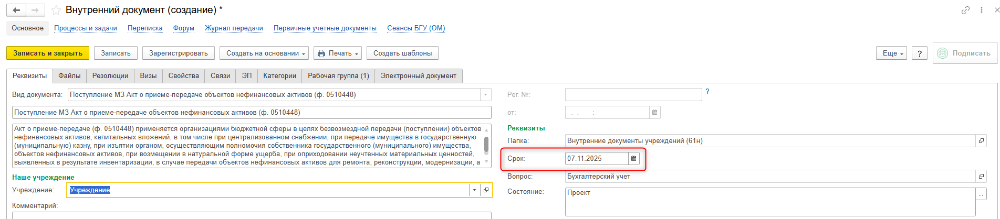 Внутренний документ (создание) *
Основное Процессы и задачи Переписка Форум Журнал передачи Первичные учетные документы Сеансы БГУ (ОМ)
Записать и закрыть Записать Зарегистрировать Создать на основании Печать Создать шаблоны Еще ? Подписать
Реквизиты Файлы Резолюции Визы Свойства Связи ЭП Категории Рабочая группа (1) Электронный документ
Вид документа: Поступление МЗ Акт о приеме-передаче объектов нефинансовых активов (ф. 0510448)
Поступление МЗ Акт о приеме-передаче объектов нефинансовых активов (ф. 0510448)
Акт о приеме-передаче (ф. 0510448) применяется организациями бюджетной сферы в целях безвозмездной передачи (поступлении) объектов
нефинансовых активов, капитальных вложений, в том числе при централизованном снабжении, при передаче имущества в государственную
(муниципальную) казну, при изъятии органом, осуществляющим полномочия собственника государственного (муниципального) имущества,
объектов нефинансовых активов, при возмещении в натуральной форме ущерба, при оприходовании неучтенных материальных ценностей,
выявленных в результате инвентаризации, в случае передачи объектов нефинансовых активов для ремонта, реконструкции, модернизации, а
Наше учреждение
Учреждение: Учреждение
Комментарий:
Рег. №: ?
от: . . :
Реквизиты
Папка: Внутренние документы учреждений (61н)
Срок: 07.11.2025
Вопрос: Бухгалтерский учет
Состояние: Проект ...